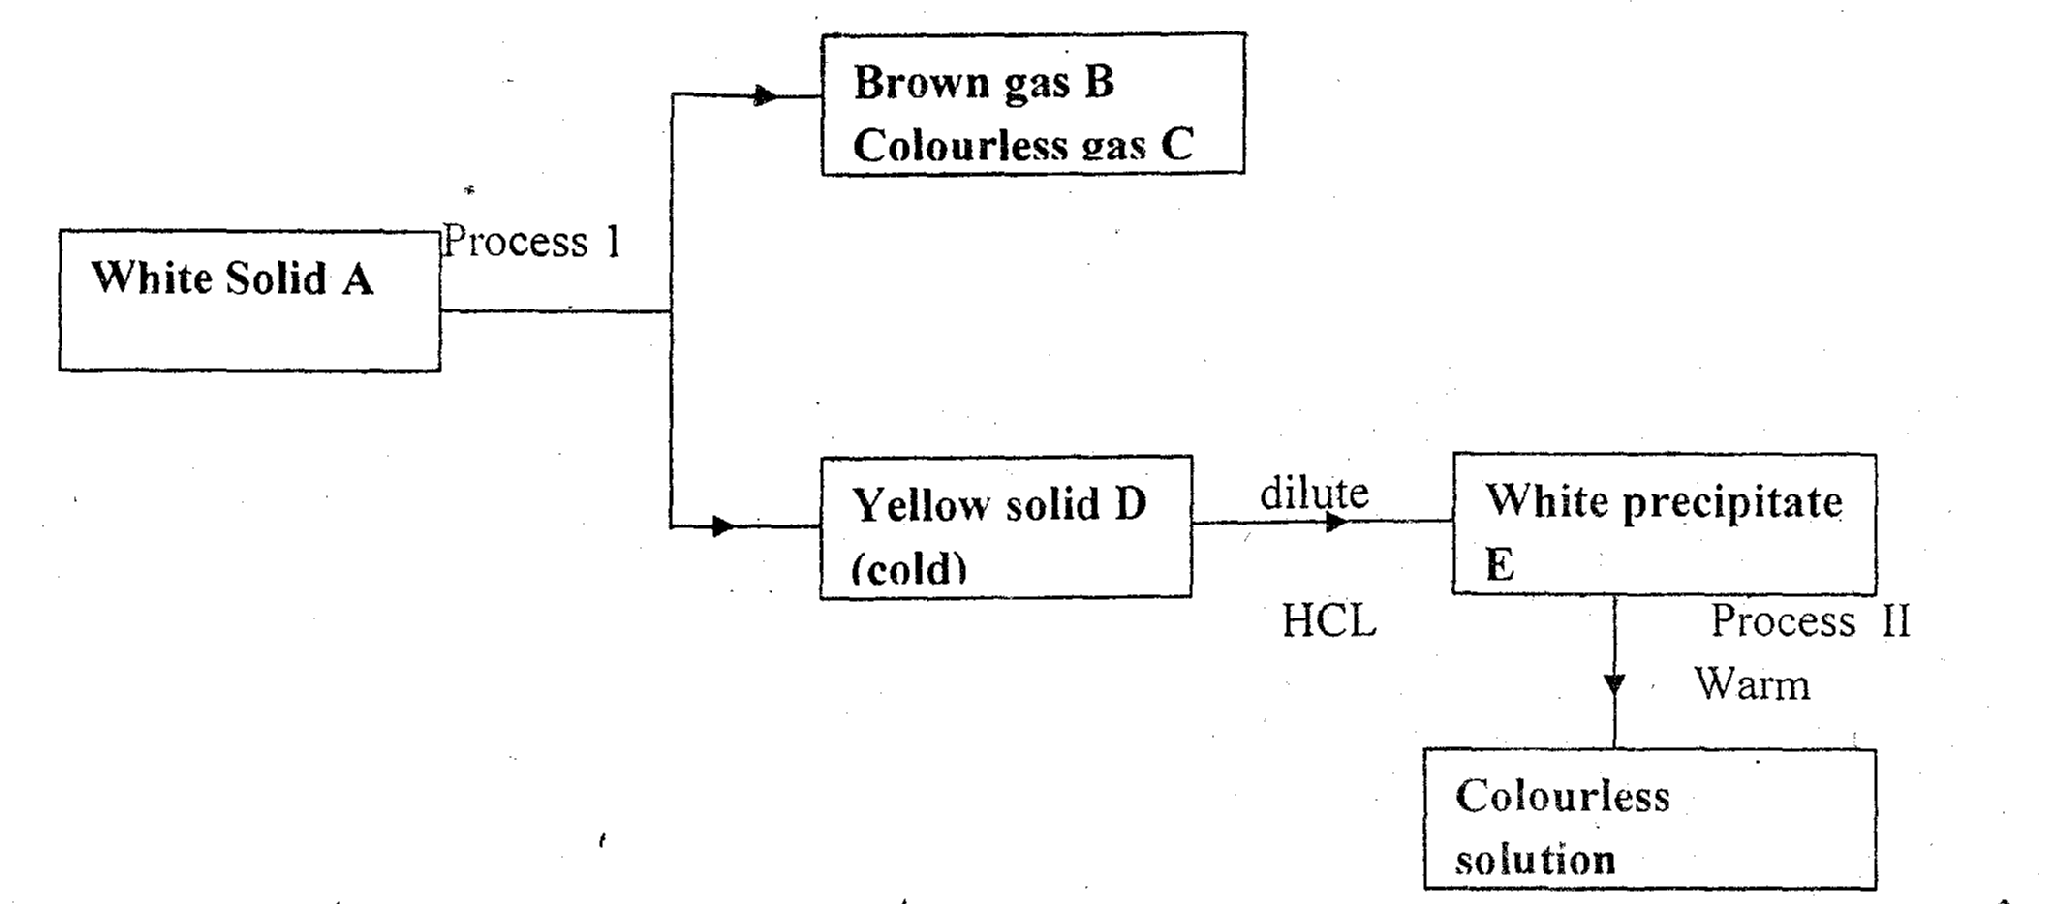 Brown gas B
Colourless gas C
Process 1
White Solid A
Yellow solid D
(cold)
dilute
HCL
White precipitate
E
Process II
Warm
Colourless
solution